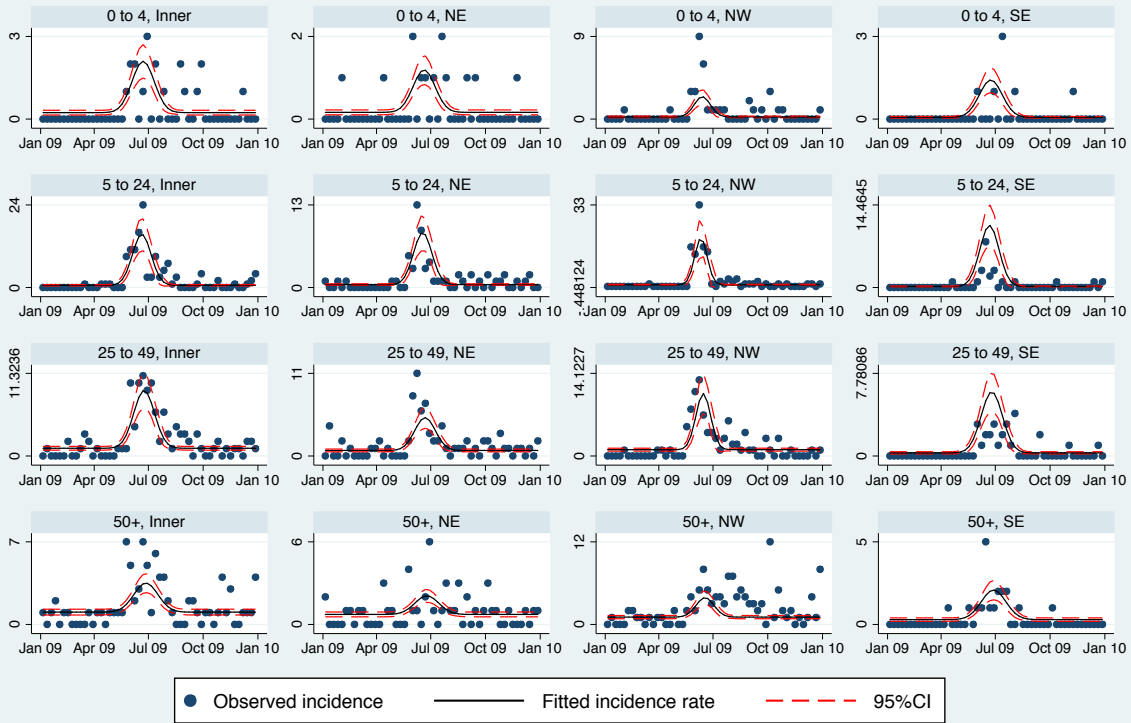 0 to 4, Inner
0 to 4, NE
0 to 4, NW
0 to 4, SE
3
0
2
0
9
0
3
0
Jan 09 Apr 09 Jul 09 Oct 09 Jan 10
Jan 09 Apr 09 Jul 09 Oct 09 Jan 10
Jan 09 Apr 09 Jul 09 Oct 09 Jan 10
Jan 09 Apr 09 Jul 09 Oct 09 Jan 10
5 to 24, Inner
5 to 24, NE
5 to 24, NW
5 to 24, SE
24
0
13
0
33
-.448124
14.4645
0
Jan 09 Apr 09 Jul 09 Oct 09 Jan 10
Jan 09 Apr 09 Jul 09 Oct 09 Jan 10
Jan 09 Apr 09 Jul 09 Oct 09 Jan 10
Jan 09 Apr 09 Jul 09 Oct 09 Jan 10
25 to 49, Inner
25 to 49, NE
25 to 49, NW
25 to 49, SE
11.3236
0
11
0
14.1227
0
7.78086
0
Jan 09 Apr 09 Jul 09 Oct 09 Jan 10
Jan 09 Apr 09 Jul 09 Oct 09 Jan 10
Jan 09 Apr 09 Jul 09 Oct 09 Jan 10
Jan 09 Apr 09 Jul 09 Oct 09 Jan 10
50+, Inner
50+, NE
50+, NW
50+, SE
7
0
6
0
12
0
5
0
Jan 09 Apr 09 Jul 09 Oct 09 Jan 10
Jan 09 Apr 09 Jul 09 Oct 09 Jan 10
Jan 09 Apr 09 Jul 09 Oct 09 Jan 10
Jan 09 Apr 09 Jul 09 Oct 09 Jan 10
Observed incidence Fitted incidence rate 95%CI